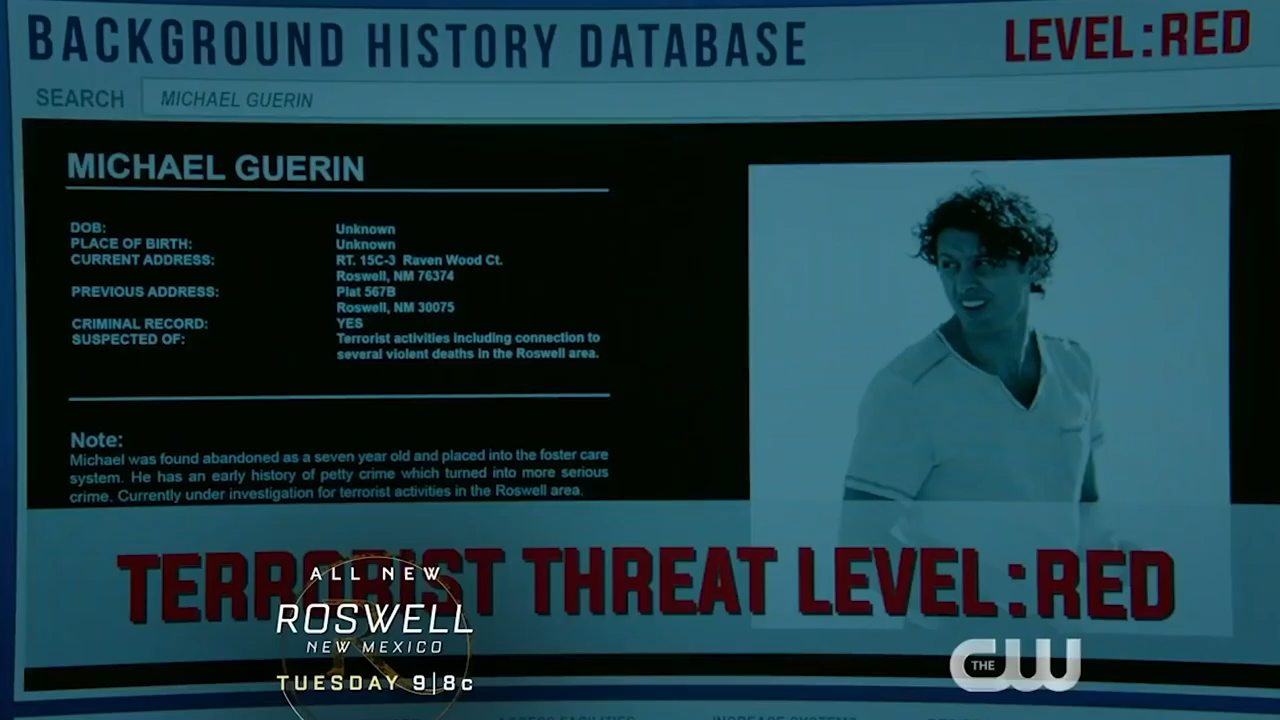 BACKGROUND HISTORY DATABASE
LEVEL:RED
SEARCH MICHAEL GUERIN
MICHAEL GUERIN
DOB: Unknown
PLACE OF BIRTH: Unknown
CURRENT ADDRESS: RT. 15C-3 Raven Wood Ct.
Roswell, NM 76374
PREVIOUS ADDRESS: Plat 567B
Roswell, NM 30075
CRIMINAL RECORD: YES
SUSPECTED OF: Terrorist activities including connection to
several violent deaths in the Roswell area.
Note:
Michael was found abandoned as a seven year old and placed into the foster care
system. He has an early history of petty crime which turned into more serious
crime. Currently under investigation for terrorist activities in the Roswell area.
TERRORIST THREAT LEVEL:RED
ALL NEW
ROSWELL
NEW MEXICO
TUESDAY 9|8c
THE CW